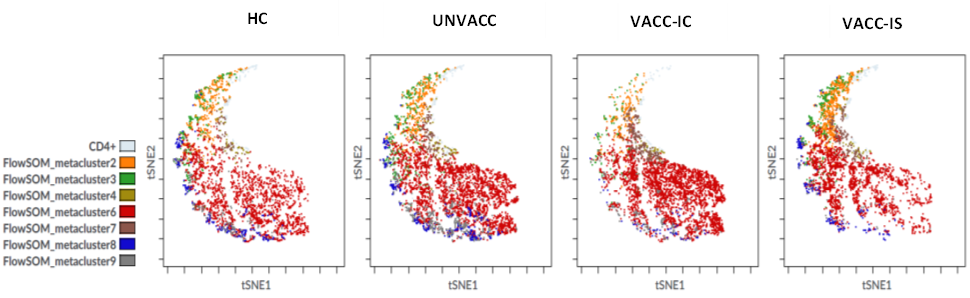 HC
UNVACC
VACC-IC
VACC-IS
CD4+
FlowSOM_metacluster2
FlowSOM_metacluster3
FlowSOM_metacluster4
FlowSOM_metacluster6
FlowSOM_metacluster7
FlowSOM_metacluster8
FlowSOM_metacluster9
tSNE2
tSNE2
tSNE2
tSNE2
tSNE1
tSNE1
tSNE1
tSNE1